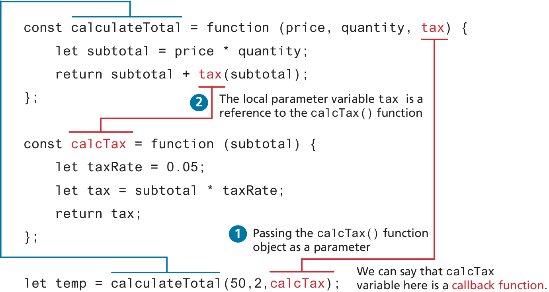 const calculateTotal = function (price, quantity, tax) {
let subtotal = price * quantity;
return subtotal + tax(subtotal);
};
2 The local parameter variable tax is a
reference to the calcTax() function
const calcTax = function (subtotal) {
let taxRate = 0.05;
let tax = subtotal * taxRate;
return tax;
};
1 Passing the calcTax() function
object as a parameter
let temp = calculateTotal(50,2,calcTax);
We can say that calcTax
variable here is a callback function.